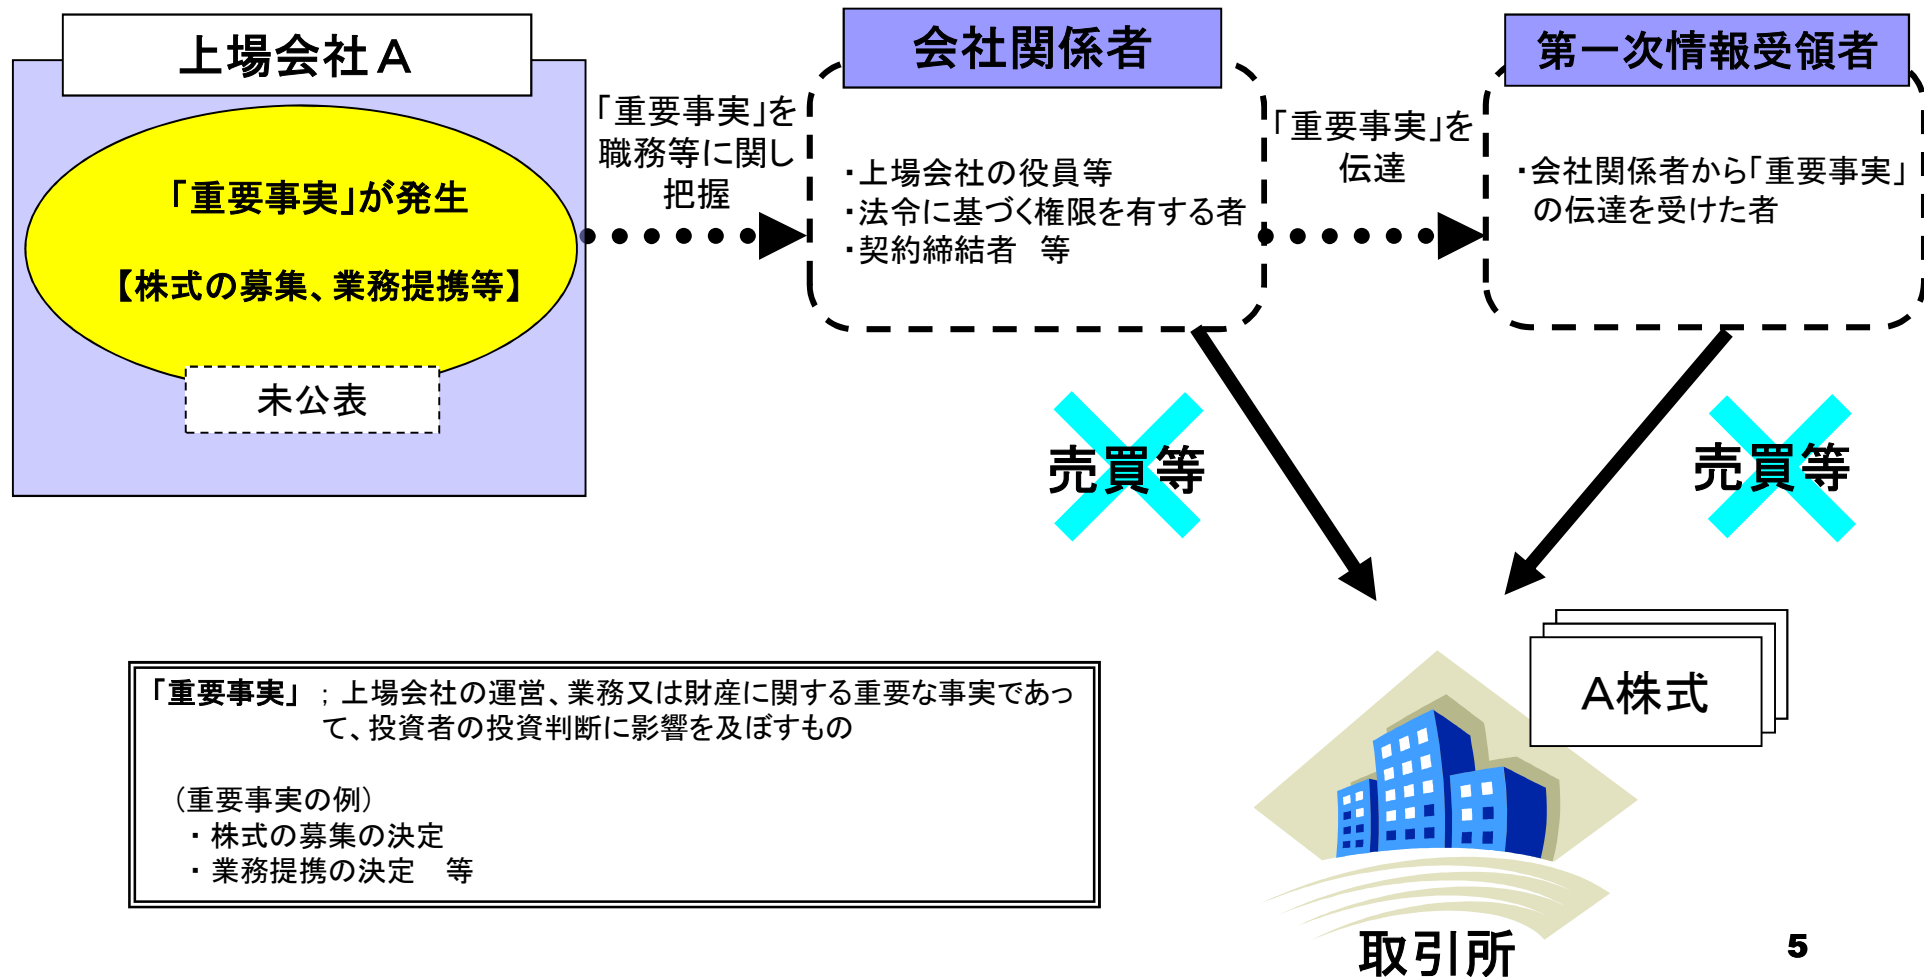 上場会社A
「重要事実」が発生
【株式の募集、業務提携等】
未公表
「重要事実」を
職務等に関し
把握
会社関係者
・上場会社の役員等
・法令に基づく権限を有する者
・契約締結者　等
「重要事実」を
伝達
第一次情報受領者
・会社関係者から「重要事実」
の伝達を受けた者
売買等
売買等
A株式
取引所
「重要事実」；上場会社の運営、業務又は財産に関する重要な事実であっ
て、投資者の投資判断に影響を及ぼすもの
（重要事実の例）
・株式の募集の決定
・業務提携の決定　等
5